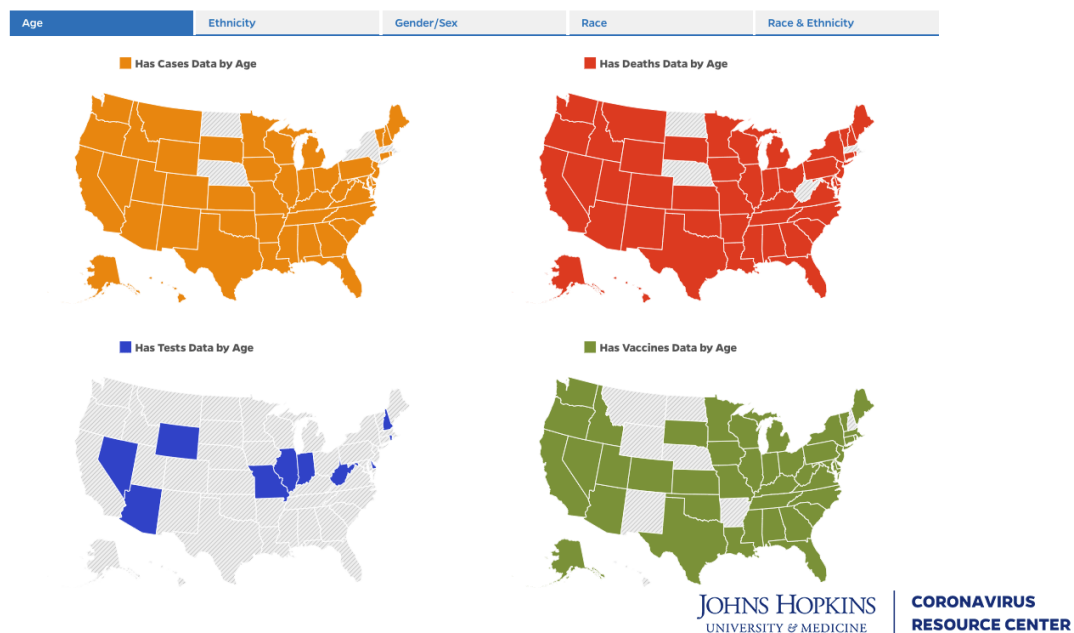 Age
Ethnicity
Gender/Sex
Race
Race & Ethnicity
Has Cases Data by Age
Has Deaths Data by Age
Has Tests Data by Age
Has Vaccines Data by Age
JOHNS HOPKINS
UNIVERSITY & MEDICINE
CORONAVIRUS
RESOURCE CENTER